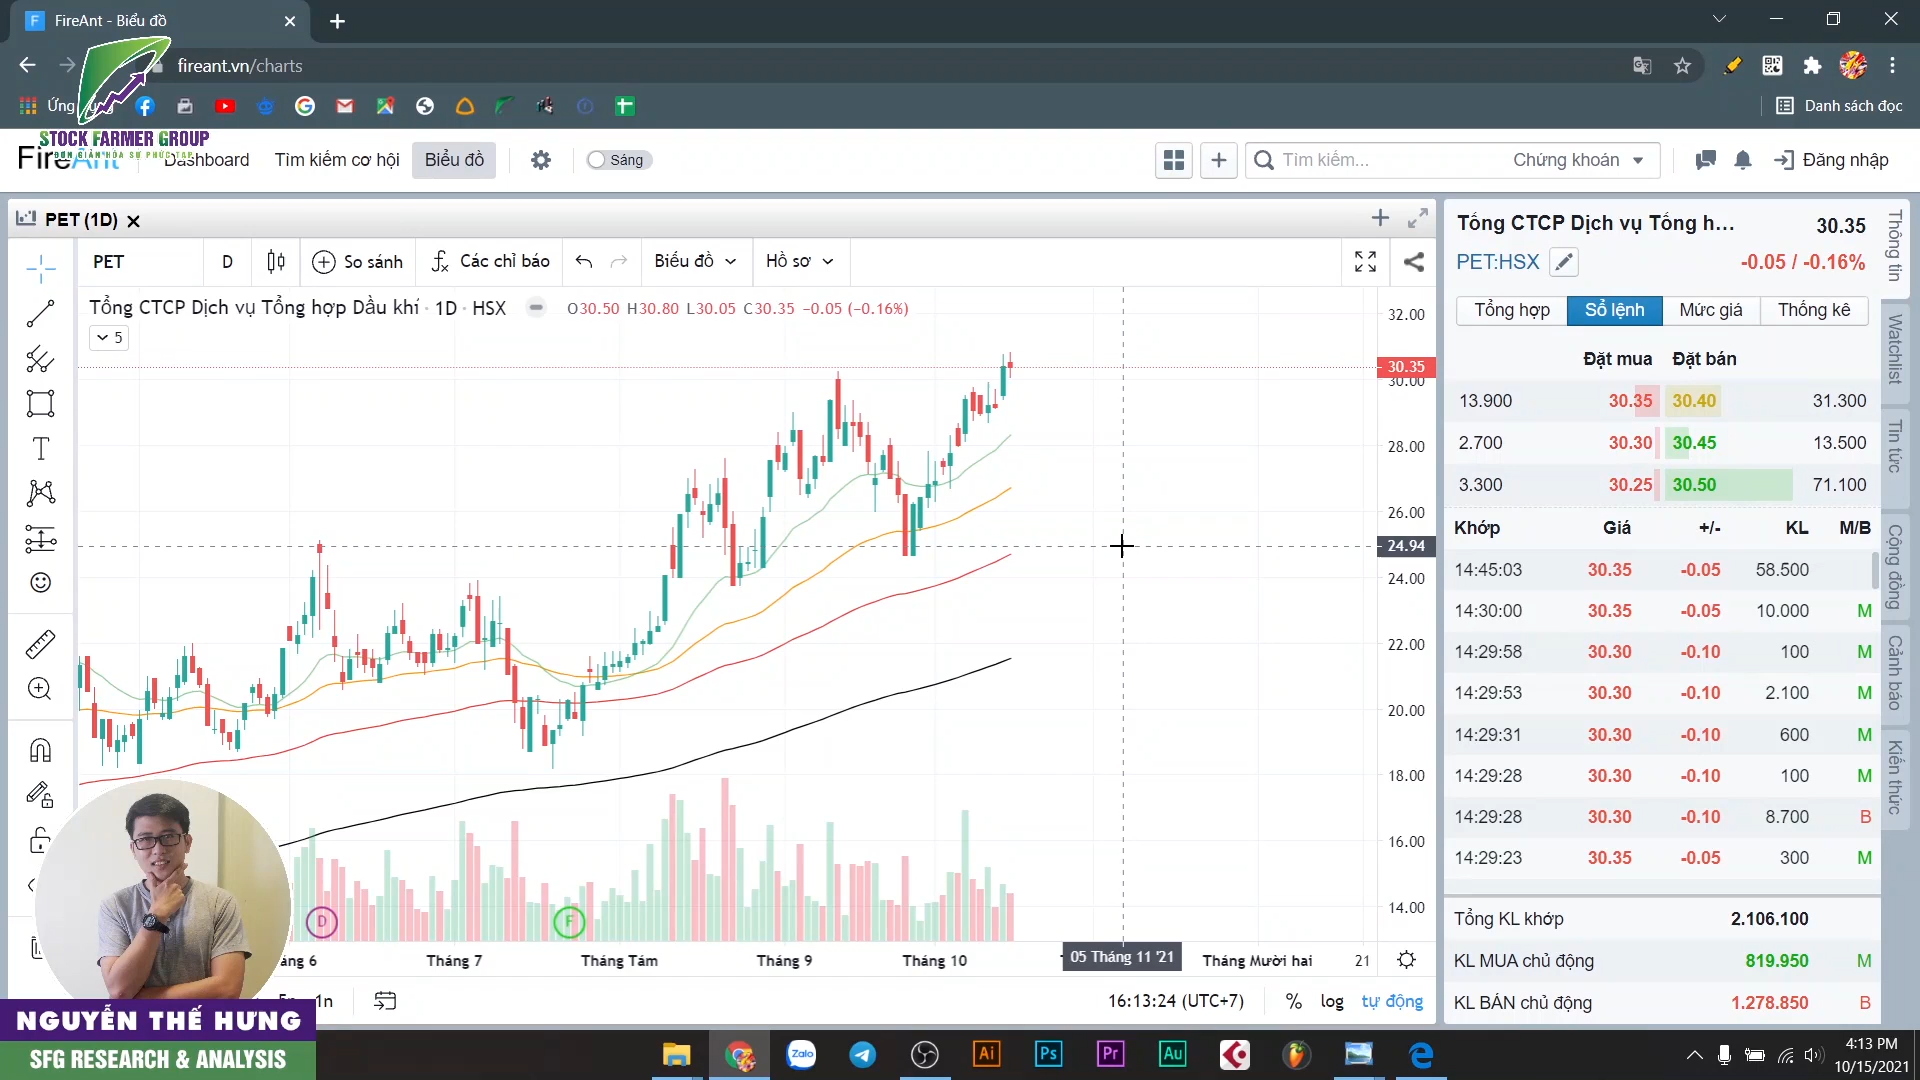 FireAnt - Biểu đồ
fireant.vn/charts
Ứng
Danh sách đọc
STOCK FARMER GROUP
ĐƠN GIẢN HÓA SỰ PHỨC TẠP
FireAnt
Dashboard
Tìm kiếm cơ hội
Biểu đồ
Sáng
Tìm kiếm...
Chứng khoán
Đăng nhập
PET (1D)
PET
D
So sánh
Các chỉ báo
Biểu đồ
Hồ sơ
Tổng CTCP Dịch vụ Tổng hợp Dầu khí · 1D · HSX
O30.50 H30.80 L30.05 C30.35 −0.05 (−0.16%)
5
32.00
30.35
30.00
28.00
26.00
24.94
24.00
22.00
20.00
18.00
16.00
14.00
D
F
Tháng 7
Tháng Tám
Tháng 9
Tháng 10
05 Tháng 11 '21
Tháng Mười hai
21
1n
16:13:24 (UTC+7)
%
log
tự động
Tổng CTCP Dịch vụ Tổng h...
30.35
PET:HSX
-0.05 / -0.16%
Tổng hợp
Sổ lệnh
Mức giá
Thống kê
Đặt mua Đặt bán
13.900 30.35 30.40 31.300
2.700 30.30 30.45 13.500
3.300 30.25 30.50 71.100
Khớp Giá +/- KL M/B
14:45:03 30.35 -0.05 58.500
14:30:00 30.35 -0.05 10.000 M
14:29:58 30.30 -0.10 100 M
14:29:53 30.30 -0.10 2.100 M
14:29:31 30.30 -0.10 600 M
14:29:28 30.30 -0.10 100 M
14:29:28 30.30 -0.10 8.700 B
14:29:23 30.35 -0.05 300 M
Tổng KL khớp 2.106.100
KL MUA chủ động 819.950 M
KL BÁN chủ động 1.278.850 B
Thông tin
Watchlist
Tin tức
Cộng đồng
Cảnh báo
Kiến thức
NGUYỄN THẾ HƯNG
SFG RESEARCH & ANALYSIS
Zalo
Ai
Ps
Pr
Au
4:13 PM
10/15/2021